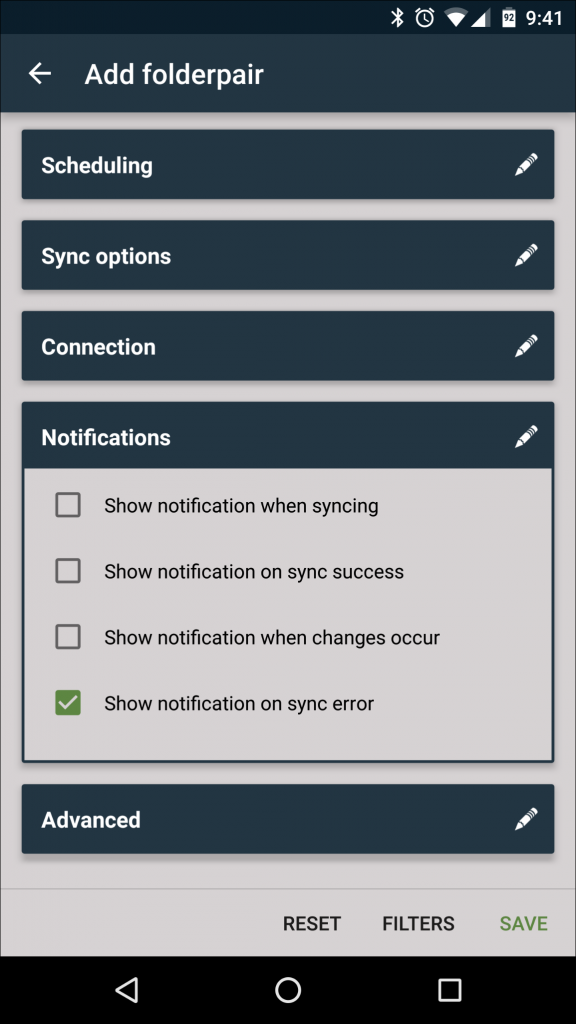 92 9:41
Add folderpair
Scheduling
Sync options
Connection
Notifications
Show notification when syncing
Show notification on sync success
Show notification when changes occur
Show notification on sync error
Advanced
RESET FILTERS SAVE